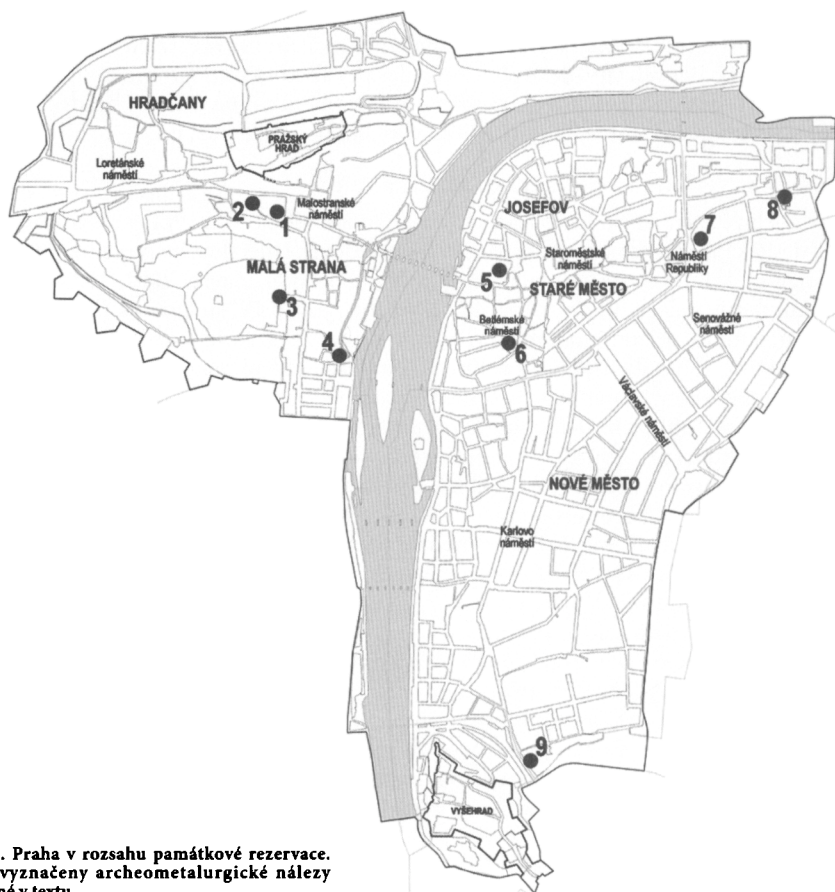 HRADČANY
PRAŽSKÝ
HRAD
Loretánské
náměstí
2
1
Malostranské
náměstí
JOSEFOV
8
7
MALÁ STRANA
5
Staroměstské
náměstí
Náměstí
Republiky
STARÉ MĚSTO
3
4
Betlémské
náměstí
6
Senovážné
náměstí
Václavské náměstí
NOVÉ MĚSTO
Karlovo
náměstí
9
VYŠEHRAD
. Praha v rozsahu památkové rezervace.
vyznačeny archeometalurgické nálezy
v textu